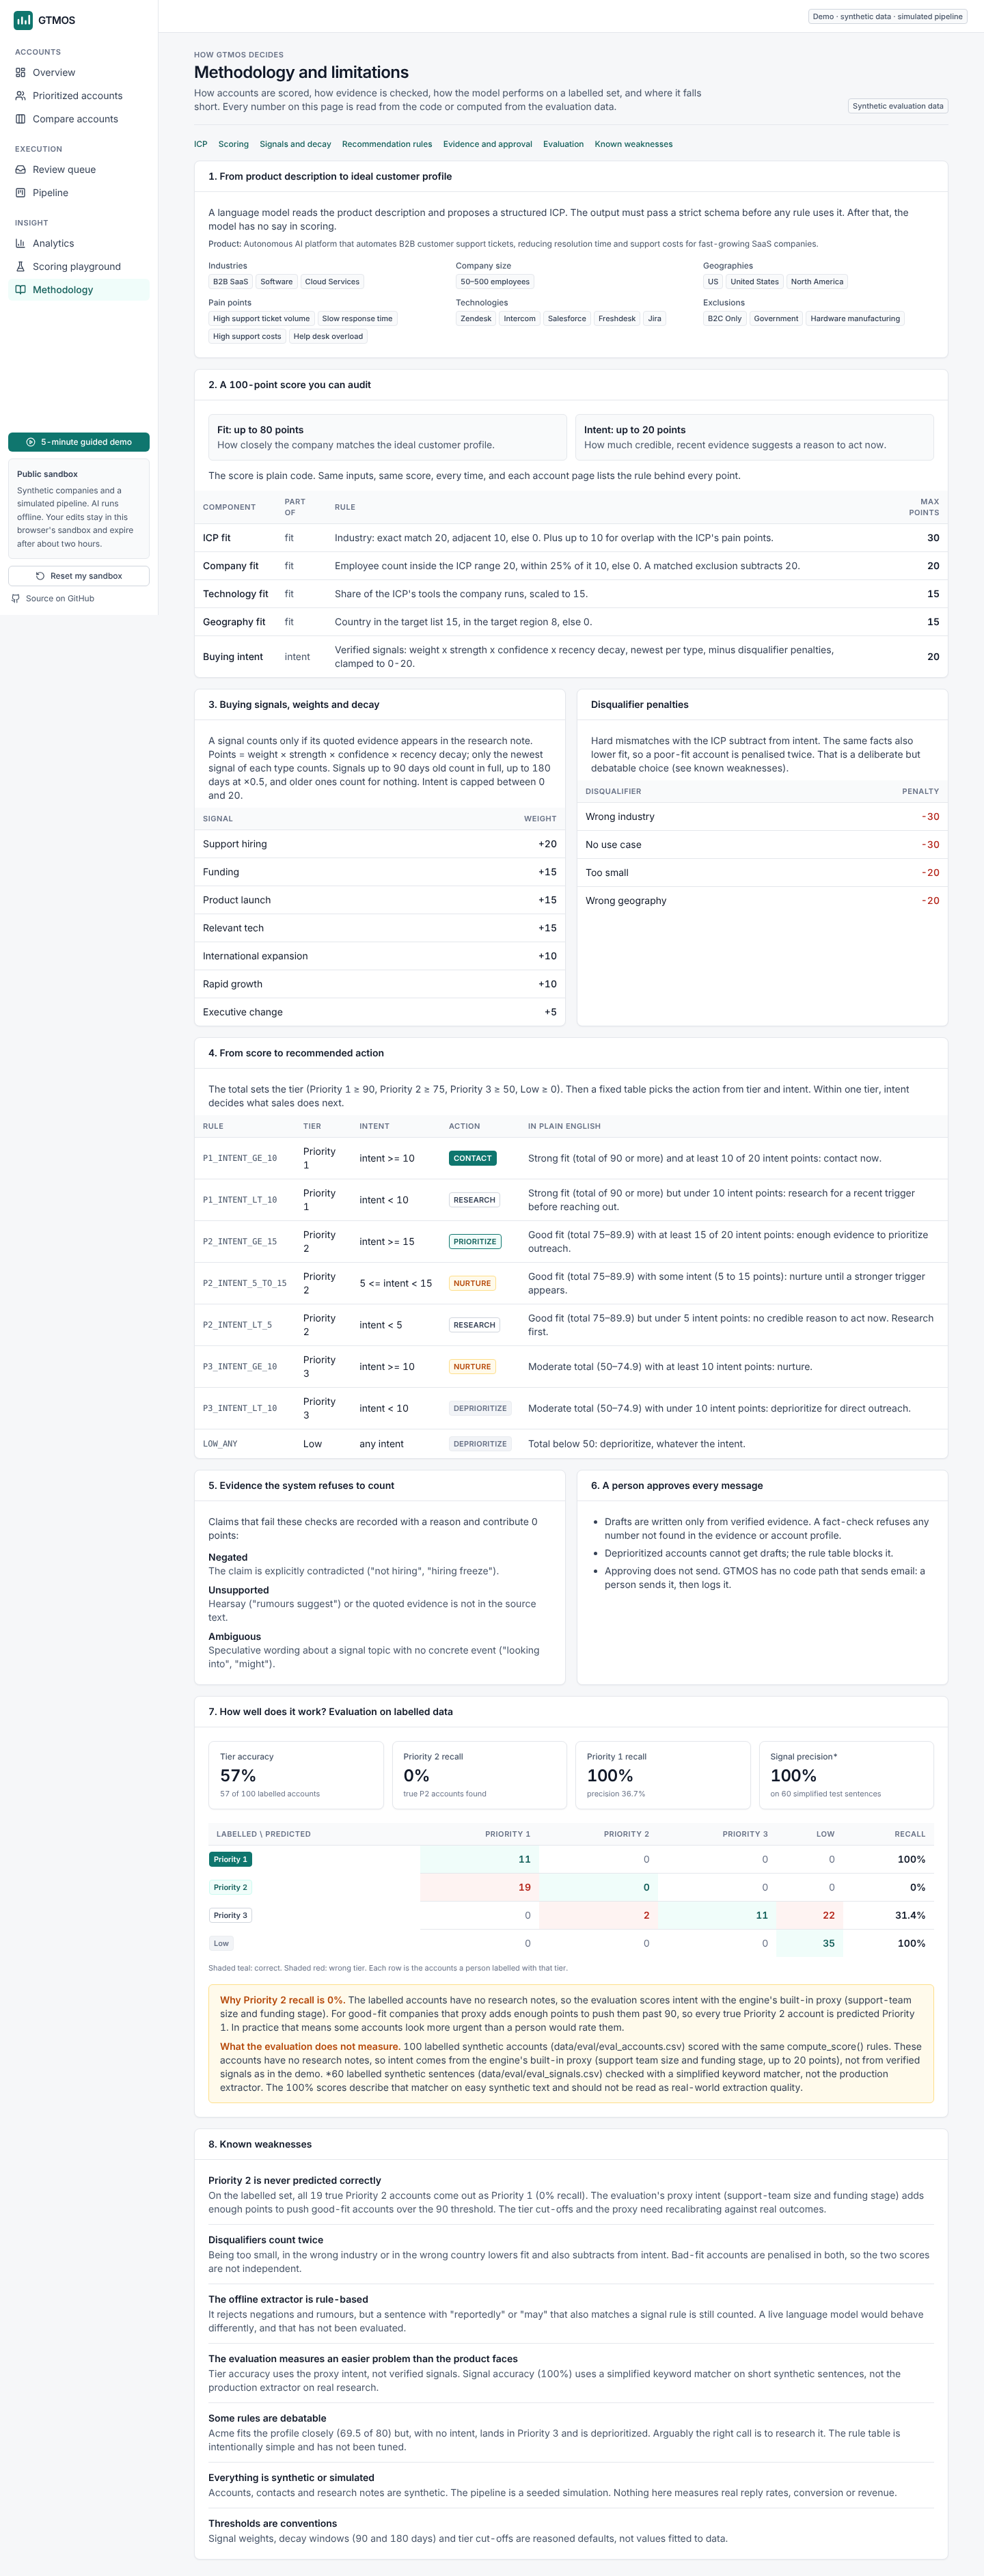 GTMOS
Demo · synthetic data · simulated pipeline
ACCOUNTS
Overview
Prioritized accounts
Compare accounts
EXECUTION
Review queue
Pipeline
INSIGHT
Analytics
Scoring playground
Methodology
5-minute guided demo
Public sandbox
Synthetic companies and a
simulated pipeline. AI runs
offline. Your edits stay in this
browser's sandbox and expire
after about two hours.
Reset my sandbox
Source on GitHub
HOW GTMOS DECIDES
Methodology and limitations
How accounts are scored, how evidence is checked, how the model performs on a labelled set, and where it falls
short. Every number on this page is read from the code or computed from the evaluation data.
Synthetic evaluation data
ICP Scoring Signals and decay Recommendation rules Evidence and approval Evaluation Known weaknesses
1. From product description to ideal customer profile
A language model reads the product description and proposes a structured ICP. The output must pass a strict schema before any rule uses it. After that, the
model has no say in scoring.
Product: Autonomous AI platform that automates B2B customer support tickets, reducing resolution time and support costs for fast-growing SaaS companies.
Industries
B2B SaaS Software Cloud Services
Company size
50–500 employees
Geographies
US United States North America
Pain points
High support ticket volume Slow response time
High support costs Help desk overload
Technologies
Zendesk Intercom Salesforce Freshdesk Jira
Exclusions
B2C Only Government Hardware manufacturing
2. A 100-point score you can audit
Fit: up to 80 points
How closely the company matches the ideal customer profile.
Intent: up to 20 points
How much credible, recent evidence suggests a reason to act now.
The score is plain code. Same inputs, same score, every time, and each account page lists the rule behind every point.
COMPONENT PART OF RULE MAX POINTS
ICP fit fit Industry: exact match 20, adjacent 10, else 0. Plus up to 10 for overlap with the ICP's pain points. 30
Company fit fit Employee count inside the ICP range 20, within 25% of it 10, else 0. A matched exclusion subtracts 20. 20
Technology fit fit Share of the ICP's tools the company runs, scaled to 15. 15
Geography fit fit Country in the target list 15, in the target region 8, else 0. 15
Buying intent intent Verified signals: weight x strength x confidence x recency decay, newest per type, minus disqualifier penalties,
clamped to 0-20. 20
3. Buying signals, weights and decay
A signal counts only if its quoted evidence appears in the research note.
Points = weight × strength × confidence × recency decay; only the newest
signal of each type counts. Signals up to 90 days old count in full, up to 180
days at ×0.5, and older ones count for nothing. Intent is capped between 0
and 20.
SIGNAL WEIGHT
Support hiring +20
Funding +15
Product launch +15
Relevant tech +15
International expansion +10
Rapid growth +10
Executive change +5
Disqualifier penalties
Hard mismatches with the ICP subtract from intent. The same facts also
lower fit, so a poor-fit account is penalised twice. That is a deliberate but
debatable choice (see known weaknesses).
DISQUALIFIER PENALTY
Wrong industry -30
No use case -30
Too small -20
Wrong geography -20
4. From score to recommended action
The total sets the tier (Priority 1 ≥ 90, Priority 2 ≥ 75, Priority 3 ≥ 50, Low ≥ 0). Then a fixed table picks the action from tier and intent. Within one tier, intent
decides what sales does next.
RULE TIER INTENT ACTION IN PLAIN ENGLISH
P1_INTENT_GE_10 Priority 1 intent >= 10 CONTACT Strong fit (total of 90 or more) and at least 10 of 20 intent points: contact now.
P1_INTENT_LT_10 Priority 1 intent < 10 RESEARCH Strong fit (total of 90 or more) but under 10 intent points: research for a recent trigger
before reaching out.
P2_INTENT_GE_15 Priority 2 intent >= 15 PRIORITIZE Good fit (total 75–89.9) with at least 15 of 20 intent points: enough evidence to prioritize
outreach.
P2_INTENT_5_TO_15 Priority 2 5 <= intent < 15 NURTURE Good fit (total 75–89.9) with some intent (5 to 15 points): nurture until a stronger trigger
appears.
P2_INTENT_LT_5 Priority 2 intent < 5 RESEARCH Good fit (total 75–89.9) but under 5 intent points: no credible reason to act now. Research
first.
P3_INTENT_GE_10 Priority 3 intent >= 10 NURTURE Moderate total (50–74.9) with at least 10 intent points: nurture.
P3_INTENT_LT_10 Priority 3 intent < 10 DEPRIORITIZE Moderate total (50–74.9) with under 10 intent points: deprioritize for direct outreach.
LOW_ANY Low any intent DEPRIORITIZE Total below 50: deprioritize, whatever the intent.
5. Evidence the system refuses to count
Claims that fail these checks are recorded with a reason and contribute 0
points:
Negated
The claim is explicitly contradicted ("not hiring", "hiring freeze").
Unsupported
Hearsay ("rumours suggest") or the quoted evidence is not in the source
text.
Ambiguous
Speculative wording about a signal topic with no concrete event ("looking
into", "might").
6. A person approves every message
• Drafts are written only from verified evidence. A fact-check refuses any
number not found in the evidence or account profile.
• Deprioritized accounts cannot get drafts; the rule table blocks it.
• Approving does not send. GTMOS has no code path that sends email: a
person sends it, then logs it.
7. How well does it work? Evaluation on labelled data
Tier accuracy
57%
57 of 100 labelled accounts
Priority 2 recall
0%
true P2 accounts found
Priority 1 recall
100%
precision 36.7%
Signal precision*
100%
on 60 simplified test sentences
LABELLED \ PREDICTED PRIORITY 1 PRIORITY 2 PRIORITY 3 LOW RECALL
Priority 1 11 0 0 0 100%
Priority 2 19 0 0 0 0%
Priority 3 0 2 11 22 31.4%
Low 0 0 0 35 100%
Shaded teal: correct. Shaded red: wrong tier. Each row is the accounts a person labelled with that tier.
Why Priority 2 recall is 0%. The labelled accounts have no research notes, so the evaluation scores intent with the engine's built-in proxy (support-team
size and funding stage). For good-fit companies that proxy adds enough points to push them past 90, so every true Priority 2 account is predicted Priority
1. In practice that means some accounts look more urgent than a person would rate them.
What the evaluation does not measure. 100 labelled synthetic accounts (data/eval/eval_accounts.csv) scored with the same compute_score() rules. These
accounts have no research notes, so intent comes from the engine's built-in proxy (support team size and funding stage, up to 20 points), not from verified
signals as in the demo. *60 labelled synthetic sentences (data/eval/eval_signals.csv) checked with a simplified keyword matcher, not the production
extractor. The 100% scores describe that matcher on easy synthetic text and should not be read as real-world extraction quality.
8. Known weaknesses
Priority 2 is never predicted correctly
On the labelled set, all 19 true Priority 2 accounts come out as Priority 1 (0% recall). The evaluation's proxy intent (support-team size and funding stage) adds
enough points to push good-fit accounts over the 90 threshold. The tier cut-offs and the proxy need recalibrating against real outcomes.
Disqualifiers count twice
Being too small, in the wrong industry or in the wrong country lowers fit and also subtracts from intent. Bad-fit accounts are penalised in both, so the two scores
are not independent.
The offline extractor is rule-based
It rejects negations and rumours, but a sentence with "reportedly" or "may" that also matches a signal rule is still counted. A live language model would behave
differently, and that has not been evaluated.
The evaluation measures an easier problem than the product faces
Tier accuracy uses the proxy intent, not verified signals. Signal accuracy (100%) uses a simplified keyword matcher on short synthetic sentences, not the
production extractor on real research.
Some rules are debatable
Acme fits the profile closely (69.5 of 80) but, with no intent, lands in Priority 3 and is deprioritized. Arguably the right call is to research it. The rule table is
intentionally simple and has not been tuned.
Everything is synthetic or simulated
Accounts, contacts and research notes are synthetic. The pipeline is a seeded simulation. Nothing here measures real reply rates, conversion or revenue.
Thresholds are conventions
Signal weights, decay windows (90 and 180 days) and tier cut-offs are reasoned defaults, not values fitted to data.